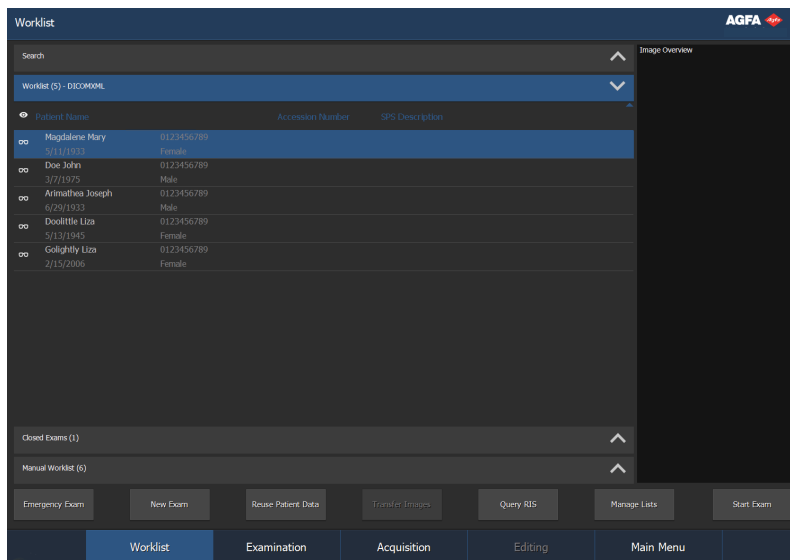 Worklist
AGFA
Search
Image Overview
Worklist (5) - DICOMXML
Patient Name Accession Number SPS Description
Magdalene Mary 0123456789
5/11/1933 Female
Doe John 0123456789
3/7/1975 Male
Arimathea Joseph 0123456789
6/29/1933 Male
Doolittle Liza 0123456789
5/13/1945 Female
Golightly Liza 0123456789
2/15/2006 Female
Closed Exams (1)
Manual Worklist (6)
Emergency Exam New Exam Reuse Patient Data Transfer Images Query RIS Manage Lists Start Exam
Worklist Examination Acquisition Editing Main Menu